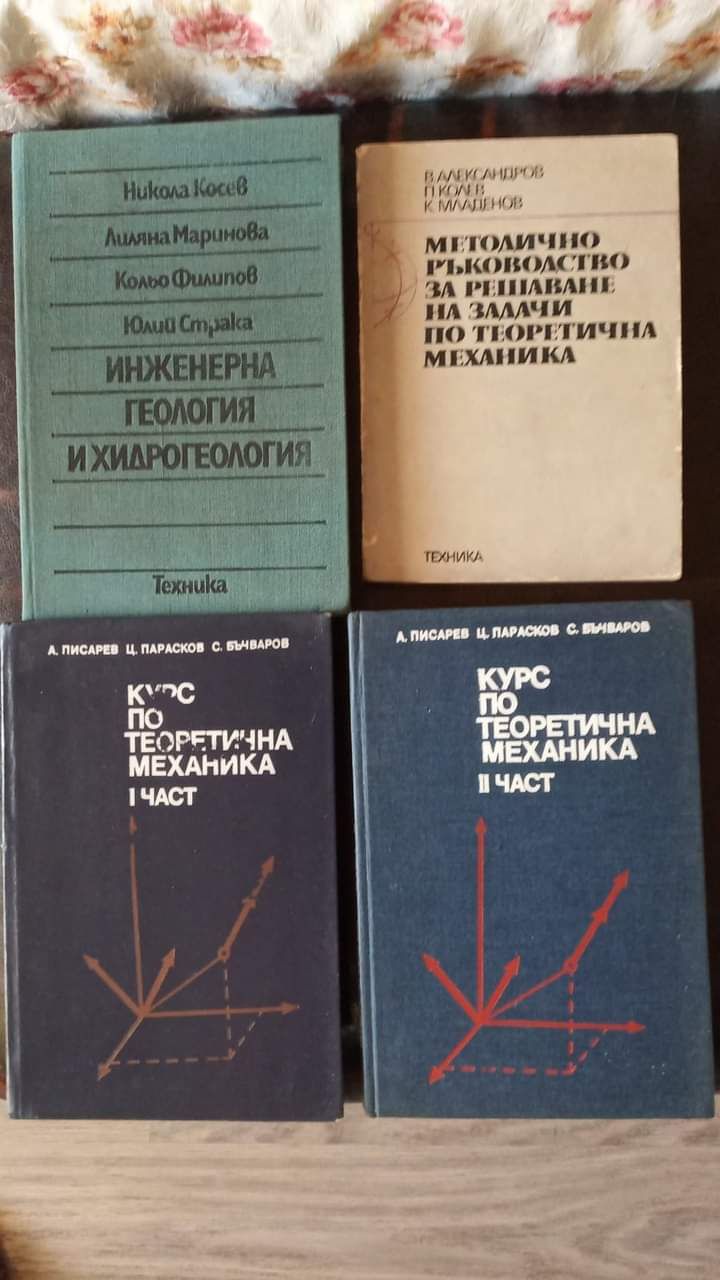 Никола Косев
Лиляна Маринова
Кольо Филипов
Юлий Страка
ИНЖЕНЕРНА
ГЕОЛОГИЯ
И ХИДРОГЕОЛОГИЯ
Техника
В. АЛЕКСАНДРОВ
П. КОЛЕВ
К. МЛАДЕНОВ
МЕТОДИЧНО
РЪКОВОДСТВО
ЗА РЕШАВАНЕ
НА ЗАДАЧИ
ПО ТЕОРЕТИЧНА
МЕХАНИКА
ТЕХНИКА
А. ПИСАРЕВ Ц. ПАРАСКОВ С. БЪЧВАРОВ
КУРС
ПО
ТЕОРЕТИЧНА
МЕХАНИКА
I ЧАСТ
А. ПИСАРЕВ Ц. ПАРАСКОВ С. БЪЧВАРОВ
КУРС
ПО
ТЕОРЕТИЧНА
МЕХАНИКА
II ЧАСТ